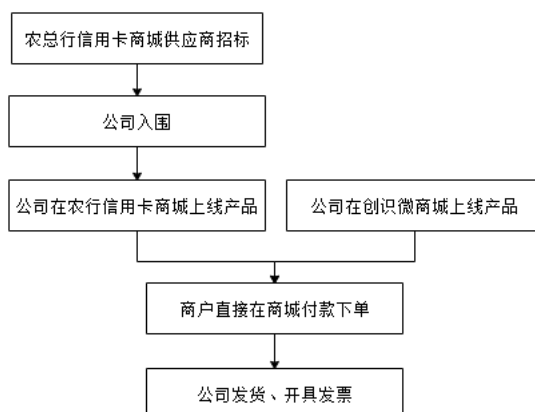 农总行信用卡商城供应商招标
公司入围
公司在农行信用卡商城上线产品
公司在创识微商城上线产品
商户直接在商城付款下单
公司发货、开具发票